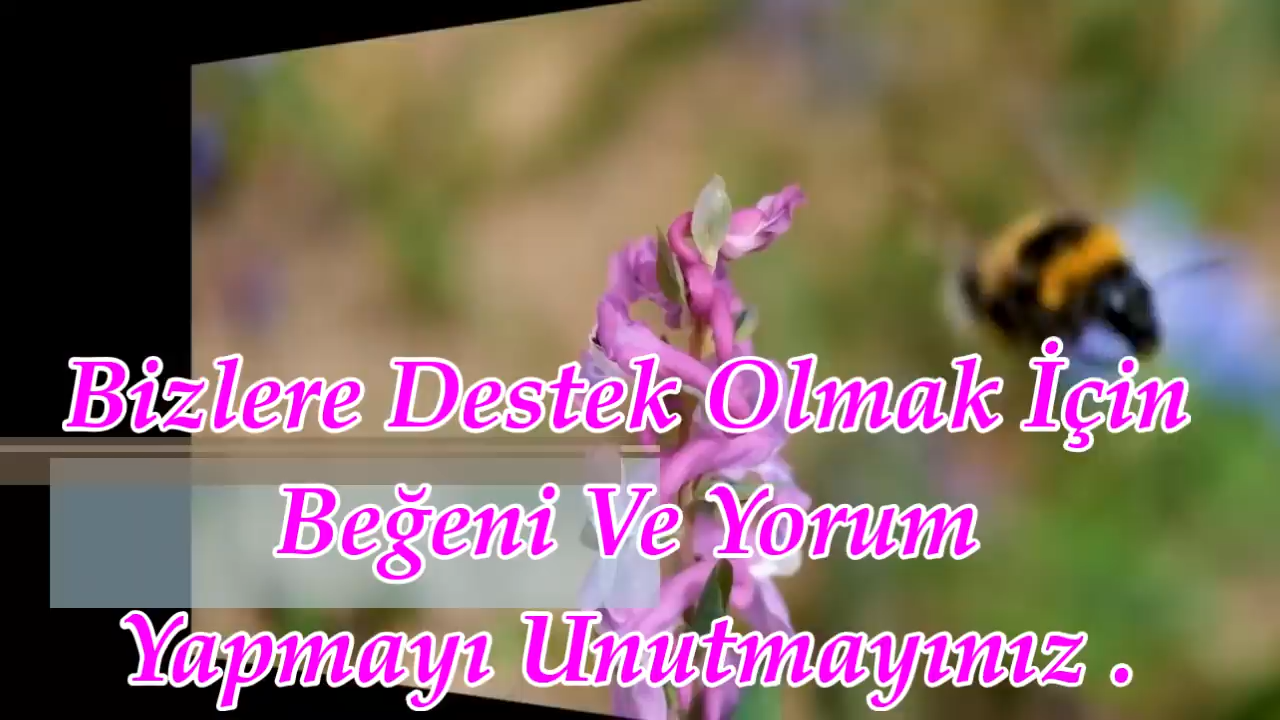 Bizlere Destek Olmak İçin
Beğeni Ve Yorum
Yapmayı Unutmayınız .